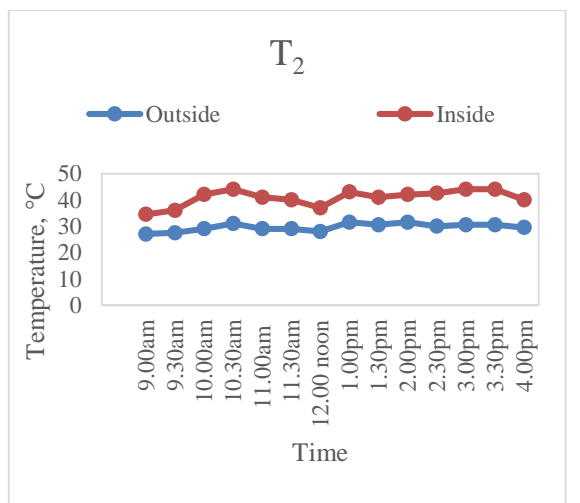 T2
Outside Inside
Temperature, °C
50
40
30
20
10
0
9.00am
9.30am
10.00am
10.30am
11.00am
11.30am
12.00 noon
1.00pm
1.30pm
2.00pm
2.30pm
3.00pm
3.30pm
4.00pm
Time